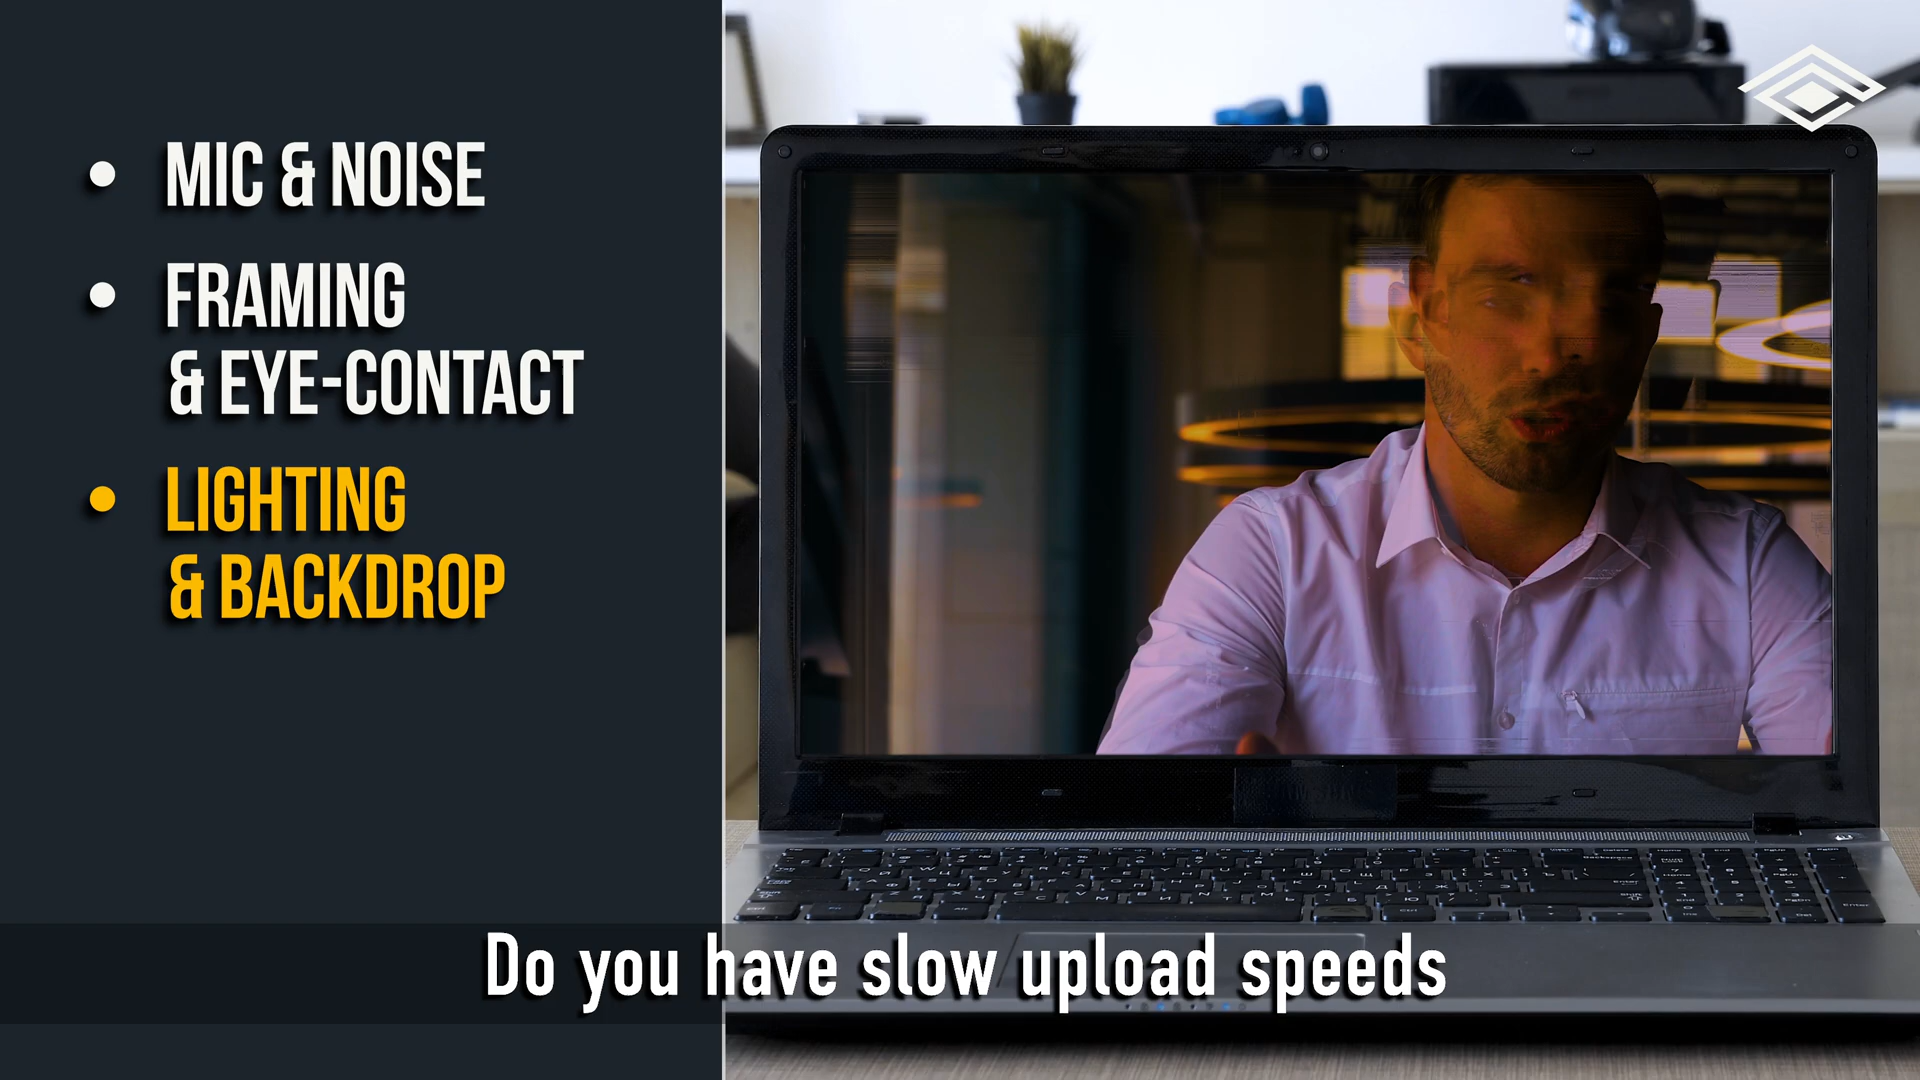 MIC & NOISE
FRAMING
& EYE-CONTACT
LIGHTING
& BACKDROP
Do you have slow upload speeds